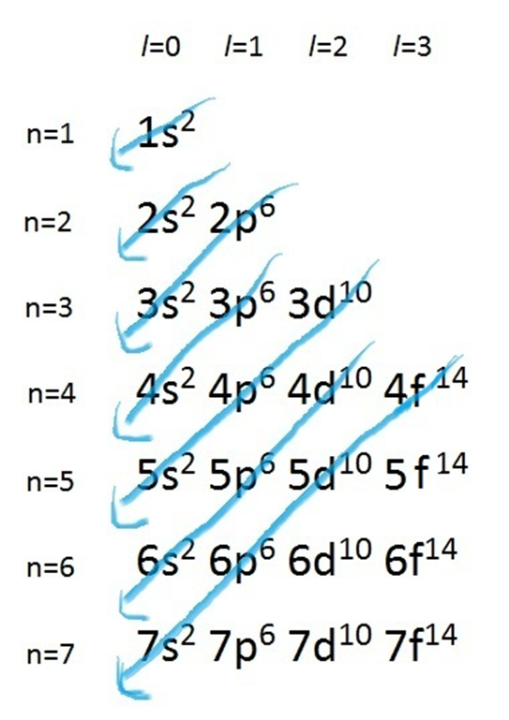 l=0 l=1 l=2 l=3
n=1 1s²
n=2 2s² 2p⁶
n=3 3s² 3p⁶ 3d¹⁰
n=4 4s² 4p⁶ 4d¹⁰ 4f¹⁴
n=5 5s² 5p⁶ 5d¹⁰ 5f¹⁴
n=6 6s² 6p⁶ 6d¹⁰ 6f¹⁴
n=7 7s² 7p⁶ 7d¹⁰ 7f¹⁴